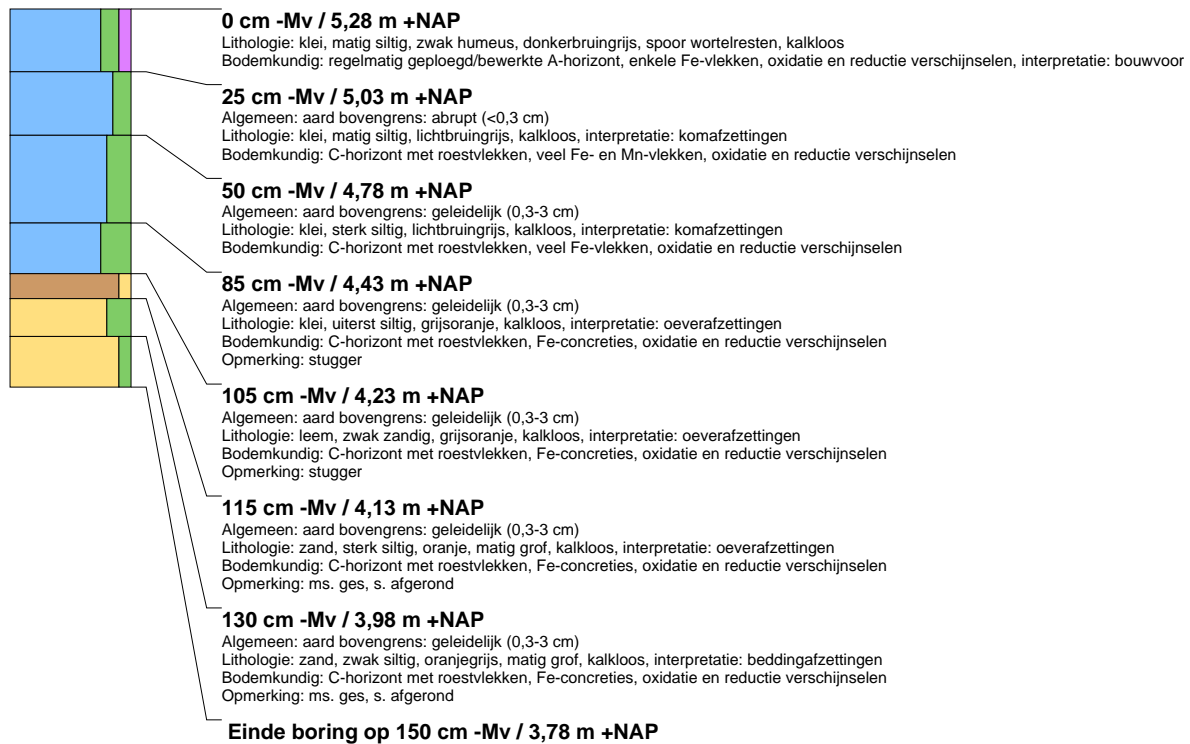 0 cm -Mv / 5,28 m +NAP
Lithologie: klei, matig siltig, zwak humeus, donkerbruingrijs, spoor wortelresten, kalkloos
Bodemkundig: regelmatig geploegd/bewerkte A-horizont, enkele Fe-vlekken, oxidatie en reductie verschijnselen, interpretatie: bouwvoor
25 cm -Mv / 5,03 m +NAP
Algemeen: aard bovengrens: abrupt (<0,3 cm)
Lithologie: klei, matig siltig, lichtbruingrijs, kalkloos, interpretatie: komafzettingen
Bodemkundig: C-horizont met roestvlekken, veel Fe- en Mn-vlekken, oxidatie en reductie verschijnselen
50 cm -Mv / 4,78 m +NAP
Algemeen: aard bovengrens: geleidelijk (0,3-3 cm)
Lithologie: klei, sterk siltig, lichtbruingrijs, kalkloos, interpretatie: komafzettingen
Bodemkundig: C-horizont met roestvlekken, veel Fe-vlekken, oxidatie en reductie verschijnselen
85 cm -Mv / 4,43 m +NAP
Algemeen: aard bovengrens: geleidelijk (0,3-3 cm)
Lithologie: klei, uiterst siltig, grijsoranje, kalkloos, interpretatie: oeverafzettingen
Bodemkundig: C-horizont met roestvlekken, Fe-concreties, oxidatie en reductie verschijnselen
Opmerking: stugger
105 cm -Mv / 4,23 m +NAP
Algemeen: aard bovengrens: geleidelijk (0,3-3 cm)
Lithologie: leem, zwak zandig, grijsoranje, kalkloos, interpretatie: oeverafzettingen
Bodemkundig: C-horizont met roestvlekken, Fe-concreties, oxidatie en reductie verschijnselen
Opmerking: stugger
115 cm -Mv / 4,13 m +NAP
Algemeen: aard bovengrens: geleidelijk (0,3-3 cm)
Lithologie: zand, sterk siltig, oranje, matig grof, kalkloos, interpretatie: oeverafzettingen
Bodemkundig: C-horizont met roestvlekken, Fe-concreties, oxidatie en reductie verschijnselen
Opmerking: ms. ges, s. afgerond
130 cm -Mv / 3,98 m +NAP
Algemeen: aard bovengrens: geleidelijk (0,3-3 cm)
Lithologie: zand, zwak siltig, oranjegrijs, matig grof, kalkloos, interpretatie: beddingafzettingen
Bodemkundig: C-horizont met roestvlekken, Fe-concreties, oxidatie en reductie verschijnselen
Opmerking: ms. ges, s. afgerond
Einde boring op 150 cm -Mv / 3,78 m +NAP